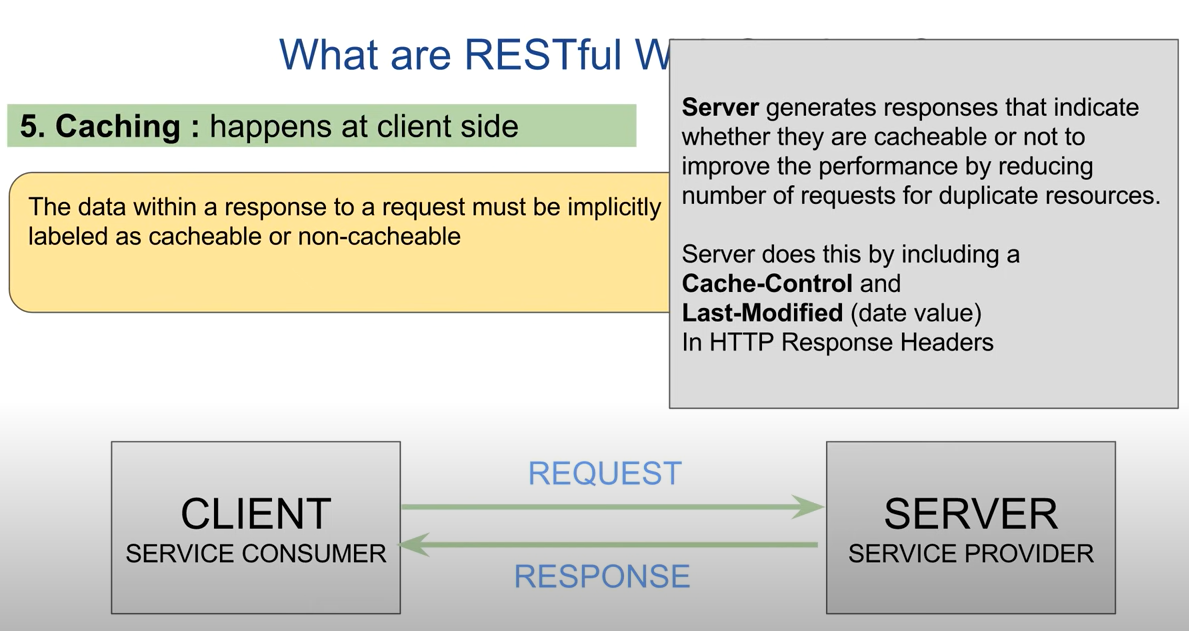 What are RESTful
5. Caching : happens at client side
The data within a response to a request must be implicitly
labeled as cacheable or non-cacheable
Server generates responses that indicate
whether they are cacheable or not to
improve the performance by reducing
number of requests for duplicate resources.
Server does this by including a
Cache-Control and
Last-Modified (date value)
In HTTP Response Headers
CLIENT
SERVICE CONSUMER
REQUEST
RESPONSE
SERVER
SERVICE PROVIDER